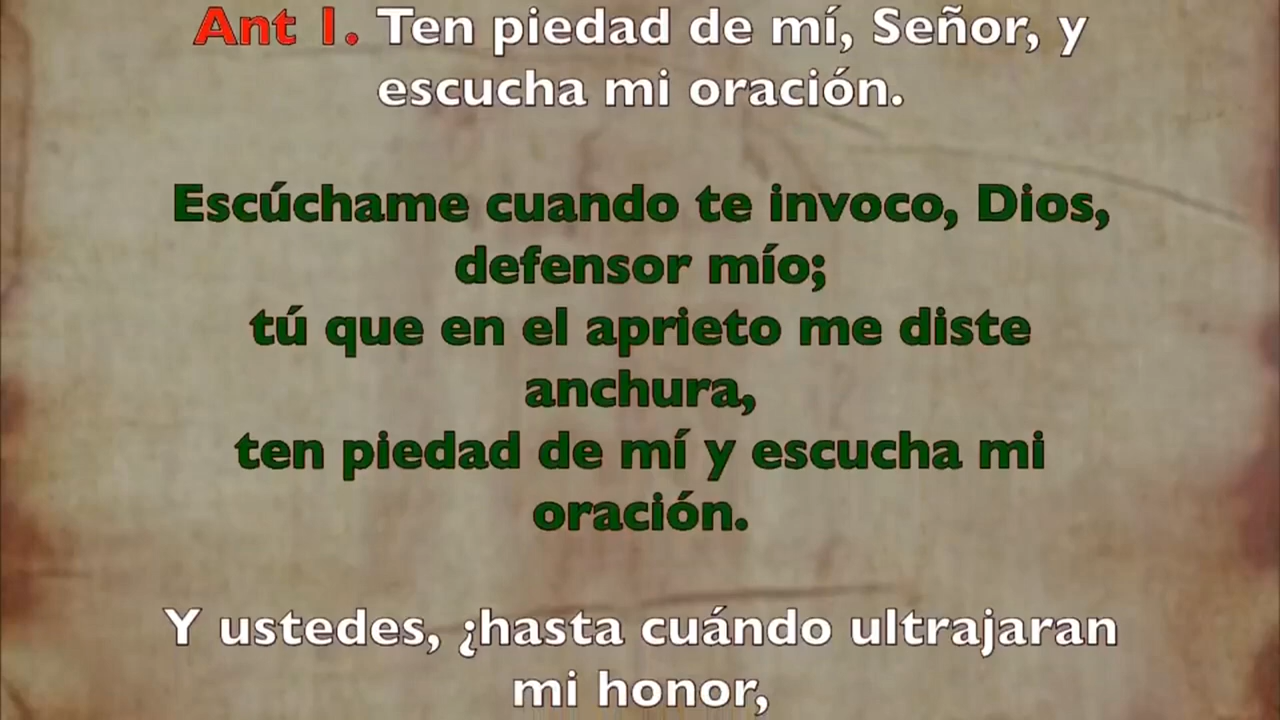 Ant 1. Ten piedad de mí, Señor, y
escucha mi oración.
Escúchame cuando te invoco, Dios,
defensor mío;
tú que en el aprieto me diste
anchura,
ten piedad de mí y escucha mi
oración.
Y ustedes, ¿hasta cuándo ultrajaran
mi honor,